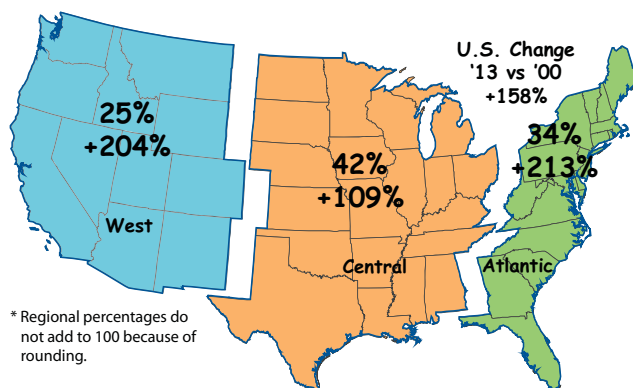 U.S. Change
'13 vs '00
+158%
25%
+204%
West
42%
+109%
Central
34%
+213%
Atlantic
* Regional percentages do
not add to 100 because of
rounding.